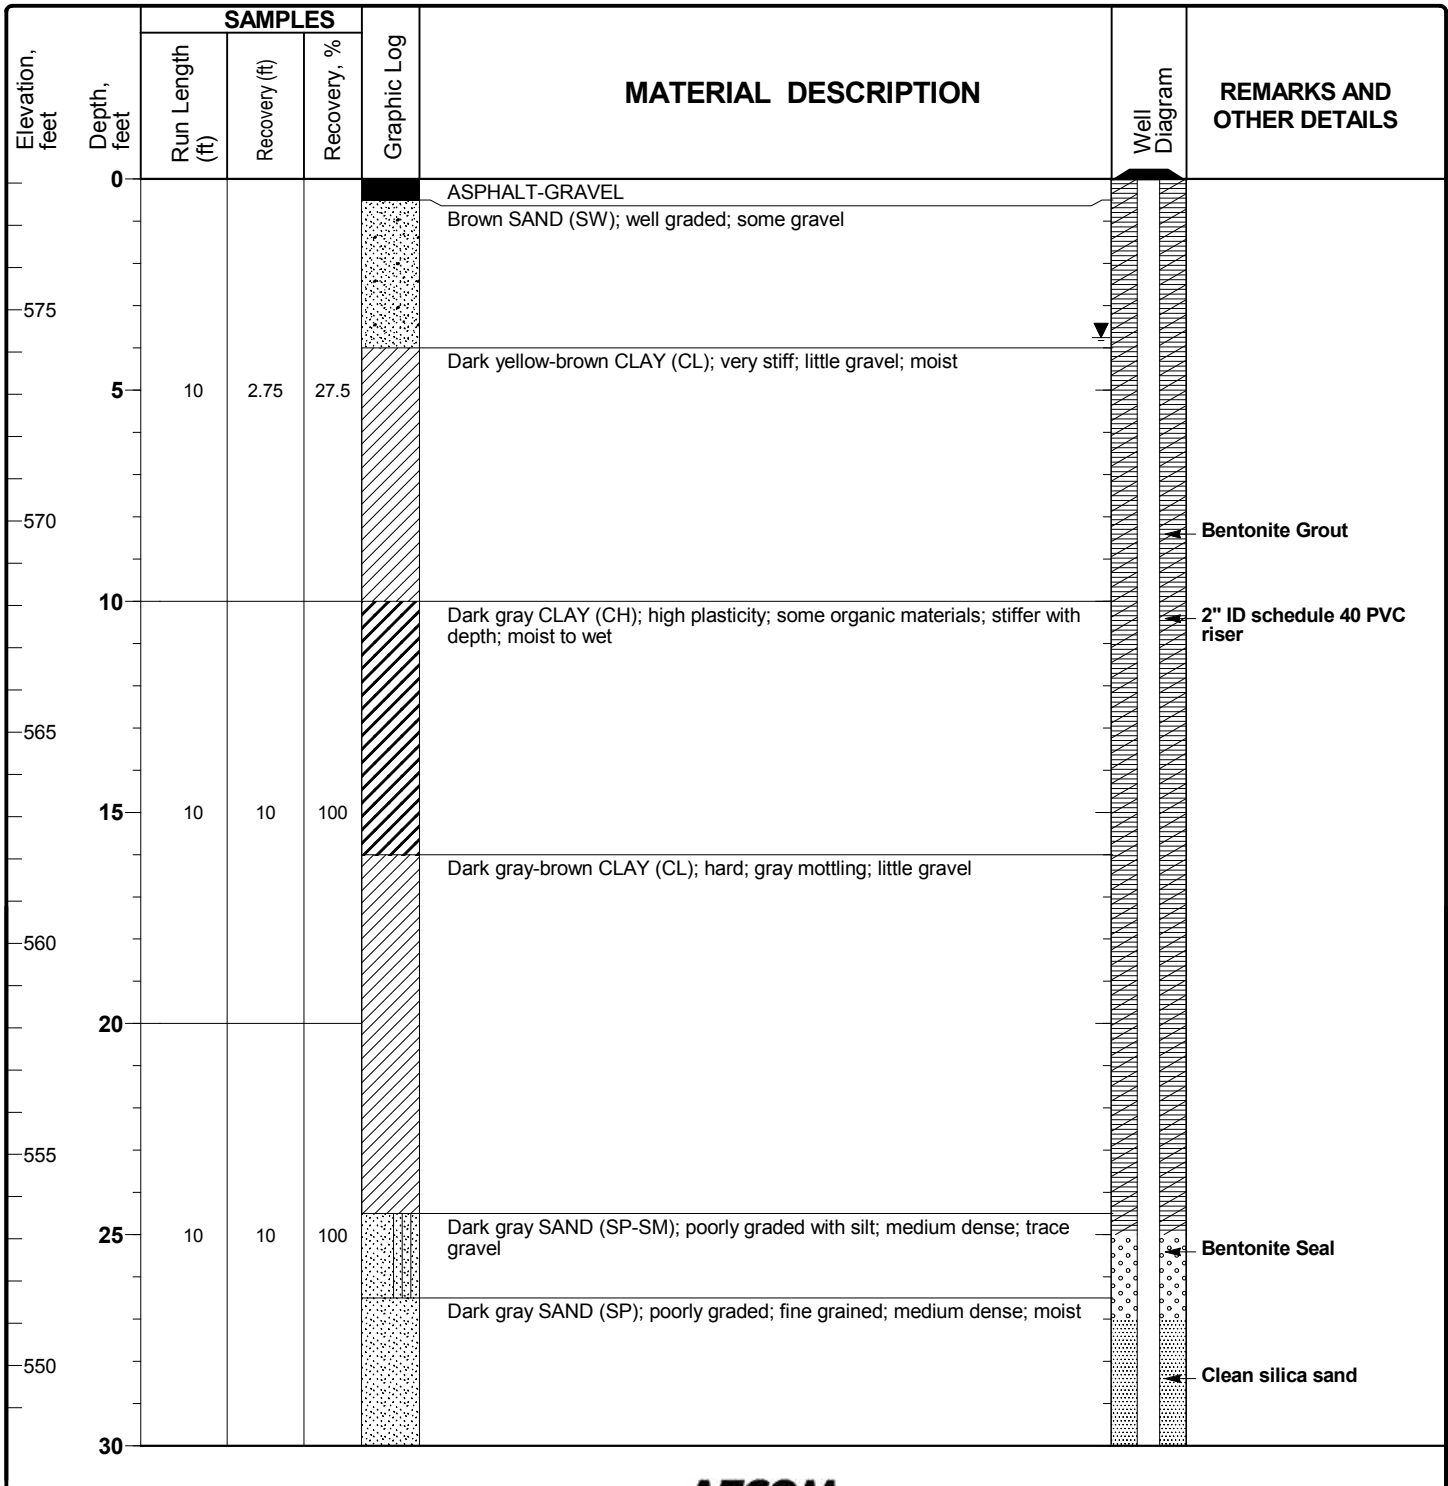 SAMPLES
Elevation,
feet
Depth,
feet
Run Length
(ft)
Recovery (ft)
Recovery, %
Graphic Log
MATERIAL DESCRIPTION
Well
Diagram
REMARKS AND
OTHER DETAILS
0
ASPHALT-GRAVEL
Brown SAND (SW); well graded; some gravel
575
Dark yellow-brown CLAY (CL); very stiff; little gravel; moist
5 10 2.75 27.5
570
Bentonite Grout
10
Dark gray CLAY (CH); high plasticity; some organic materials; stiffer with
depth; moist to wet
2" ID schedule 40 PVC
riser
565
15 10 10 100
Dark gray-brown CLAY (CL); hard; gray mottling; little gravel
560
20
555
25 10 10 100
Dark gray SAND (SP-SM); poorly graded with silt; medium dense; trace
gravel
Bentonite Seal
Dark gray SAND (SP); poorly graded; fine grained; medium dense; moist
550
Clean silica sand
30